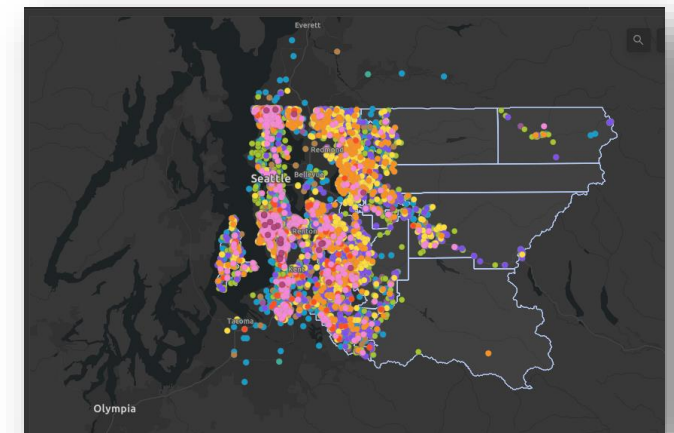 Everett
Redmond
Seattle
Bellevue
Renton
Kent
Tacoma
Olympia